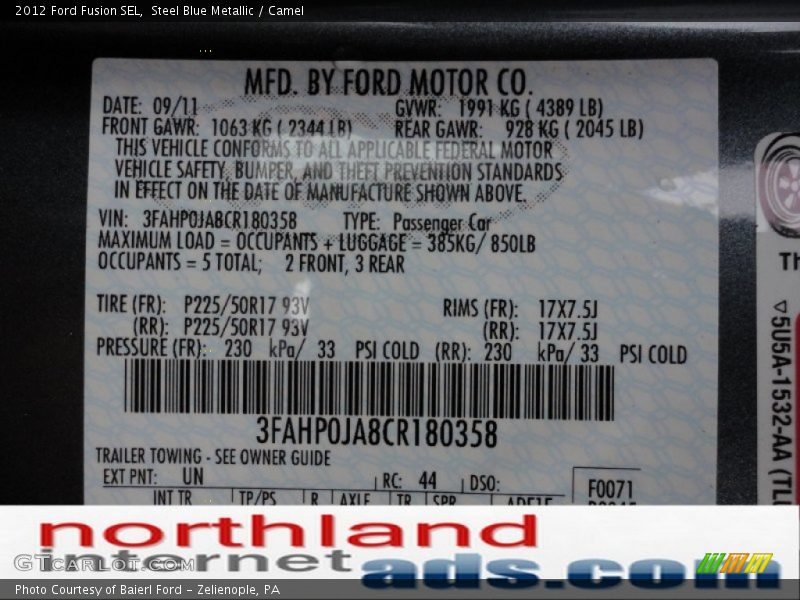 2012 Ford Fusion SEL,  Steel Blue Metallic / Camel
MFD. BY FORD MOTOR CO.
DATE: 09/11 GVWR: 1991 KG ( 4389 LB)
FRONT GAWR: 1063 KG ( 2344 LB) REAR GAWR: 928 KG ( 2045 LB)
THIS VEHICLE CONFORMS TO ALL APPLICABLE FEDERAL MOTOR
VEHICLE SAFETY, BUMPER, AND THEFT PREVENTION STANDARDS
IN EFFECT ON THE DATE OF MANUFACTURE SHOWN ABOVE.
VIN: 3FAHP0JA8CR180358 TYPE: Passenger Car
MAXIMUM LOAD = OCCUPANTS + LUGGAGE = 385KG/ 850LB
OCCUPANTS = 5 TOTAL; 2 FRONT, 3 REAR
TIRE (FR): P225/50R17 93V RIMS (FR): 17X7.5J
(RR): P225/50R17 93V (RR): 17X7.5J
PRESSURE (FR): 230 kPa/ 33 PSI COLD (RR): 230 kPa/ 33 PSI COLD
3FAHP0JA8CR180358
TRAILER TOWING - SEE OWNER GUIDE
EXT PNT: UN RC: 44 DSO: F0071
INT TR TP/PS R AXLE TR SPR
TH
5U5A-1532-AA (TLU
northland
internet
ads.com
GTCarLot.com
Photo Courtesy of Baierl Ford – Zelienople, PA